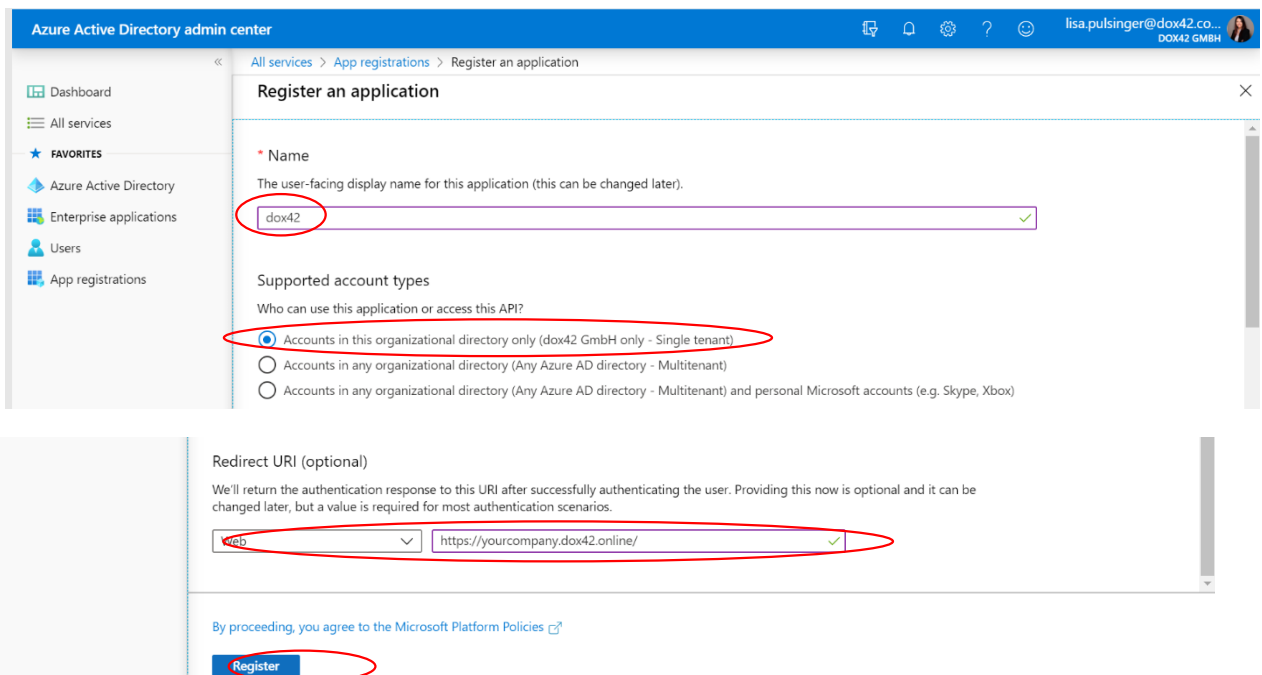 Azure Active Directory admin center
lisa.pulsinger@dox42.co...
DOX42 GMBH
«
All services > App registrations > Register an application
Dashboard
All services
FAVORITES
Azure Active Directory
Enterprise applications
Users
App registrations
Register an application
* Name
The user-facing display name for this application (this can be changed later).
dox42
Supported account types
Who can use this application or access this API?
Accounts in this organizational directory only (dox42 GmbH only - Single tenant)
Accounts in any organizational directory (Any Azure AD directory - Multitenant)
Accounts in any organizational directory (Any Azure AD directory - Multitenant) and personal Microsoft accounts (e.g. Skype, Xbox)
Redirect URI (optional)
We'll return the authentication response to this URI after successfully authenticating the user. Providing this now is optional and it can be
changed later, but a value is required for most authentication scenarios.
Web
https://yourcompany.dox42.online/
By proceeding, you agree to the Microsoft Platform Policies
Register